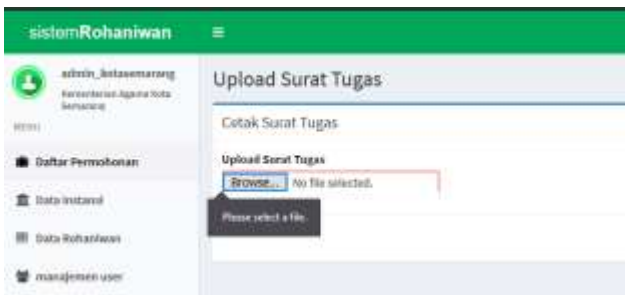 sistemRohaniwan
admin_kotasemarang
Kementerian Agama Kota
Semarang
MENU
Daftar Permohonan
Data Instansi
Data Rohaniwan
manajemen user
Upload Surat Tugas
Cetak Surat Tugas
Upload Surat Tugas
Browse... No file selected.
Please select a file.